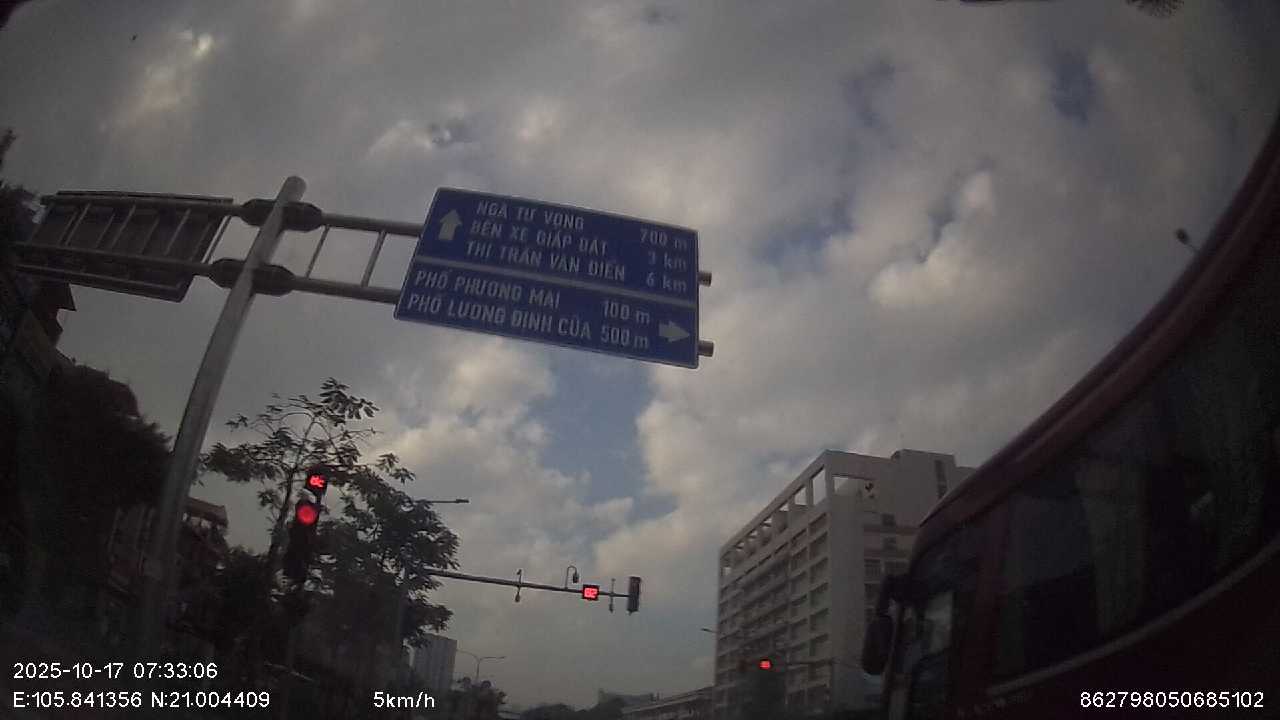 NGÃ TƯ VỌNG 700 m
BẾN XE GIÁP BÁT 3 km
THỊ TRẤN VĂN ĐIỂN 6 km
PHỐ PHƯƠNG MAI 100 m
PHỐ LƯƠNG ĐỊNH CỦA 500 m
2025-10-17 07:33:06
E:105.841356 N:21.004409 5km/h 862798050685102